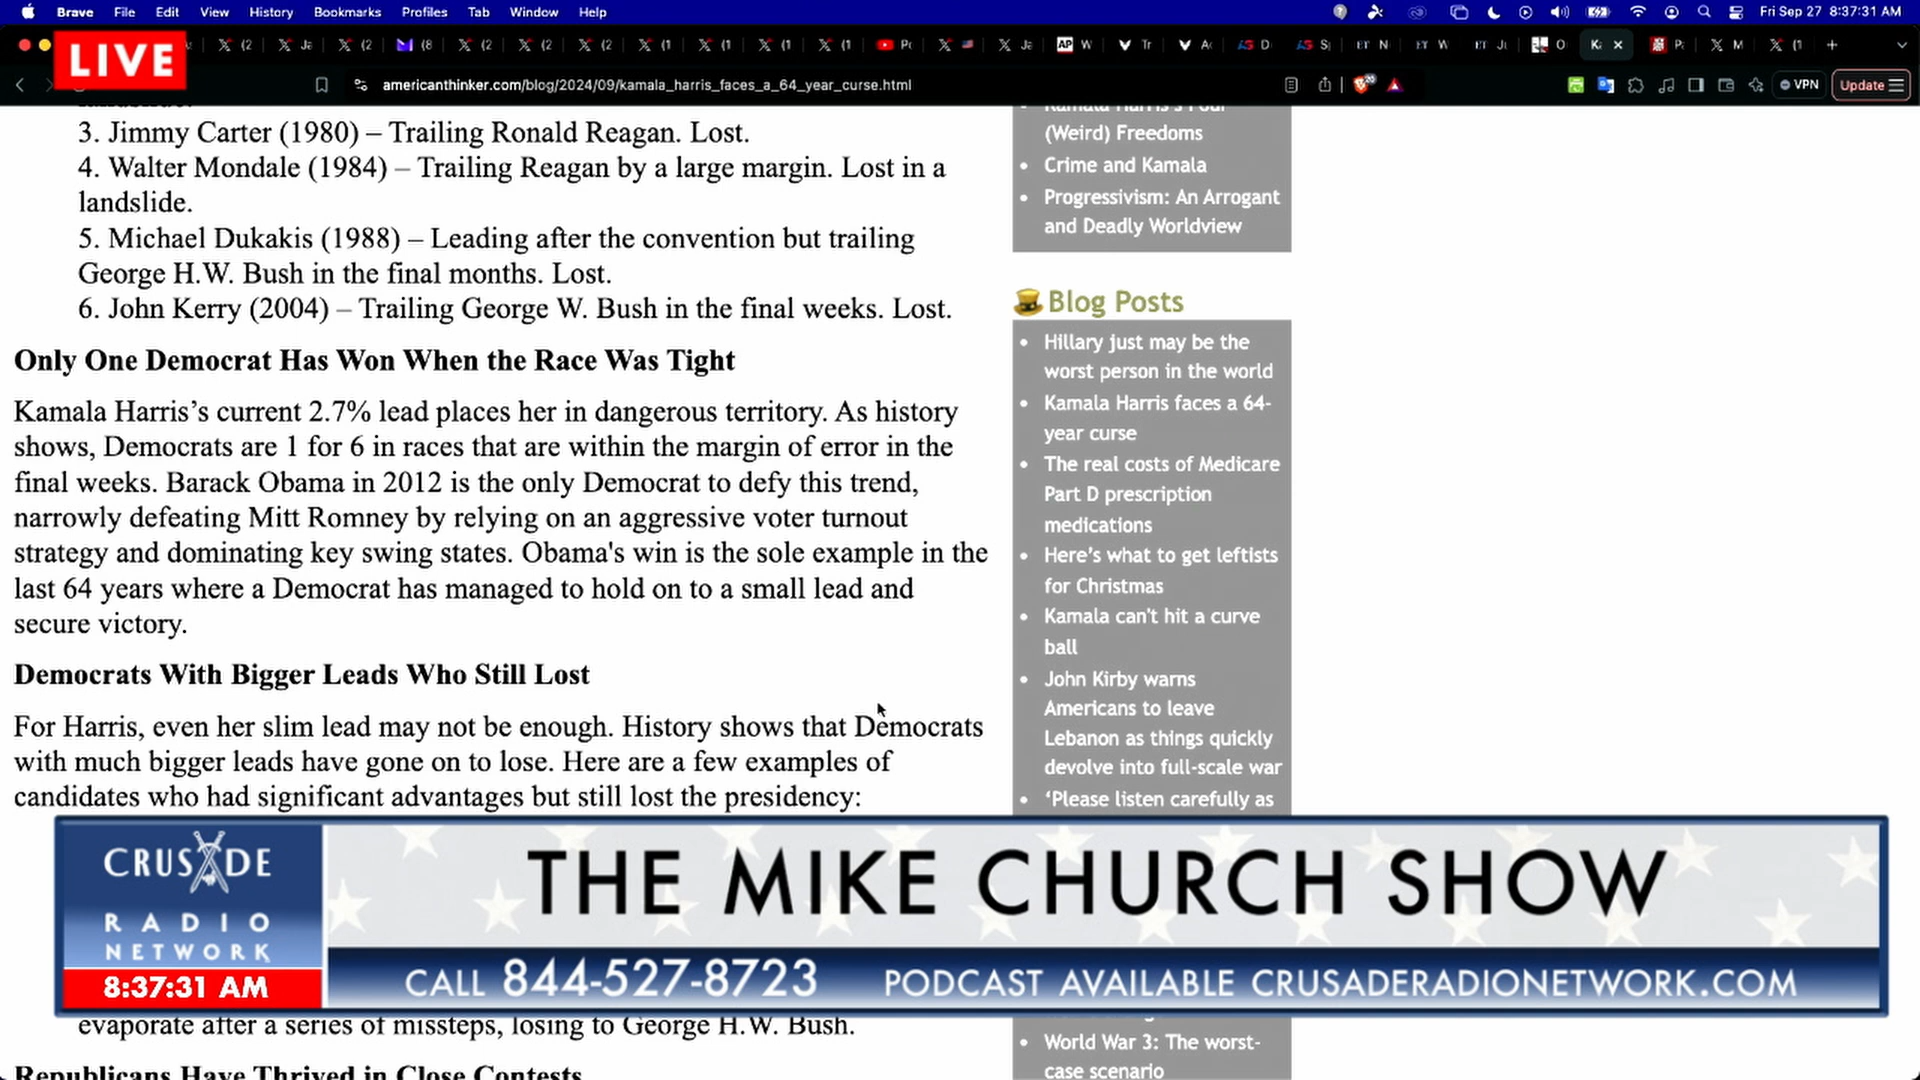 Brave File Edit View History Bookmarks Profiles Tab Window Help
Fri Sep 27 8:37:31 AM
LIVE
americanthinker.com/blog/2024/09/kamala_harris_faces_a_64_year_curse.html
VPN
Update
3. Jimmy Carter (1980) – Trailing Ronald Reagan. Lost.
4. Walter Mondale (1984) – Trailing Reagan by a large margin. Lost in a
landslide.
5. Michael Dukakis (1988) – Leading after the convention but trailing
George H.W. Bush in the final months. Lost.
6. John Kerry (2004) – Trailing George W. Bush in the final weeks. Lost.
Only One Democrat Has Won When the Race Was Tight
Kamala Harris’s current 2.7% lead places her in dangerous territory. As history
shows, Democrats are 1 for 6 in races that are within the margin of error in the
final weeks. Barack Obama in 2012 is the only Democrat to defy this trend,
narrowly defeating Mitt Romney by relying on an aggressive voter turnout
strategy and dominating key swing states. Obama's win is the sole example in the
last 64 years where a Democrat has managed to hold on to a small lead and
secure victory.
Democrats With Bigger Leads Who Still Lost
For Harris, even her slim lead may not be enough. History shows that Democrats
with much bigger leads have gone on to lose. Here are a few examples of
candidates who had significant advantages but still lost the presidency:
evaporate after a series of missteps, losing to George H.W. Bush.
Republicans Have Thrived in Close Contests
Kamala Harris's Four
(Weird) Freedoms
Crime and Kamala
Progressivism: An Arrogant
and Deadly Worldview
Blog Posts
Hillary just may be the
worst person in the world
Kamala Harris faces a 64-
year curse
The real costs of Medicare
Part D prescription
medications
Here’s what to get leftists
for Christmas
Kamala can't hit a curve
ball
John Kirby warns
Americans to leave
Lebanon as things quickly
devolve into full-scale war
‘Please listen carefully as
World War 3: The worst-
case scenario
CRUSADE
RADIO
NETWORK
8:37:31 AM
THE MIKE CHURCH SHOW
CALL 844-527-8723 PODCAST AVAILABLE CRUSADERADIONETWORK.COM